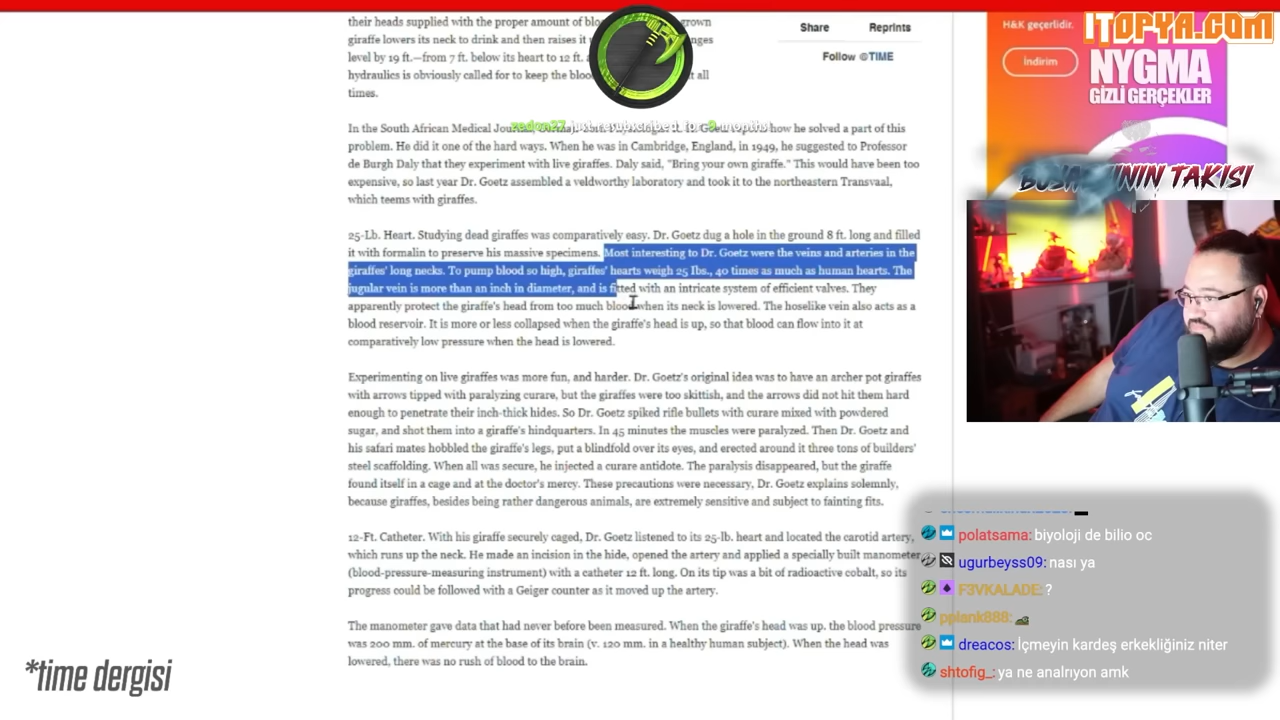 their heads supplied with the proper amount of grown
giraffe lowers its neck to drink and then raises it
level by 19 ft.—from 7 ft. below its heart to 12 ft.
hydraulics is obviously called for to keep the all
times.
Share Reprints
Follow @TIME
H&K geçerlidir.
İndirim
İTOPYA.COM
NYGMA
GİZLİ GERÇEKLER
zedon27 just resubscribed for 9 months!
In the South African Medical how he solved a part of this
problem. He did it one of the hard ways. When he was in Cambridge, England, in 1949, he suggested to Professor
de Burgh Daly that they experiment with live giraffes. Daly said, "Bring your own giraffe." This would have been too
expensive, so last year Dr. Goetz assembled a veldworthy laboratory and took it to the northeastern Transvaal,
which teems with giraffes.
TAKISI
25-Lb. Heart. Studying dead giraffes was comparatively easy. Dr. Goetz dug a hole in the ground 8 ft. long and filled
it with formalin to preserve his massive specimens. Most interesting to Dr. Goetz were the veins and arteries in the
giraffes' long necks. To pump blood so high, giraffes' hearts weigh 25 lbs., 40 times as much as human hearts. The
jugular vein is more than an inch in diameter, and is fitted with an intricate system of efficient valves. They
apparently protect the giraffe's head from too much blood when its neck is lowered. The hoselike vein also acts as a
blood reservoir. It is more or less collapsed when the giraffe's head is up, so that blood can flow into it at
comparatively low pressure when the head is lowered.
Experimenting on live giraffes was more fun, and harder. Dr. Goetz's original idea was to have an archer pot giraffes
with arrows tipped with paralyzing curare, but the giraffes were too skittish, and the arrows did not hit them hard
enough to penetrate their inch-thick hides. So Dr. Goetz spiked rifle bullets with curare mixed with powdered
sugar, and shot them into a giraffe's hindquarters. In 45 minutes the muscles were paralyzed. Then Dr. Goetz and
his safari mates hobbled the giraffe's legs, put a blindfold over its eyes, and erected around it three tons of builders'
steel scaffolding. When all was secure, he injected a curare antidote. The paralysis disappeared, but the giraffe
found itself in a cage and at the doctor's mercy. These precautions were necessary, Dr. Goetz explains solemnly,
because giraffes, besides being rather dangerous animals, are extremely sensitive and subject to fainting fits.
12-Ft. Catheter. With his giraffe securely caged, Dr. Goetz listened to its 25-lb. heart and located the carotid artery,
which runs up the neck. He made an incision in the hide, opened the artery and applied a specially built manometer
(blood-pressure-measuring instrument) with a catheter 12 ft. long. On its tip was a bit of radioactive cobalt, so its
progress could be followed with a Geiger counter as it moved up the artery.
The manometer gave data that had never before been measured. When the giraffe's head was up. the blood pressure
was 200 mm. of mercury at the base of its brain (v. 120 mm. in a healthy human subject). When the head was
lowered, there was no rush of blood to the brain.
polatsama: biyoloji de bilio oc
ugurbeyss09: nası ya
F3VKALADE: ?
pplank888:
dreacos: İçmeyin kardeş erkekliğiniz niter
shtofig_: ya ne analrıyon amk
*time dergisi